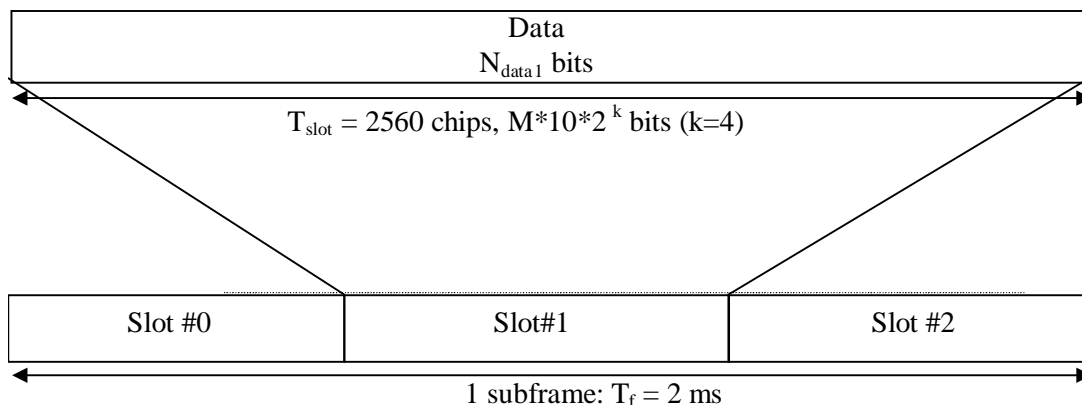 Data
N_data1 bits
T_slot = 2560 chips, M*10*2^k bits (k=4)
Slot #0 Slot#1 Slot #2
1 subframe: T_f = 2 ms